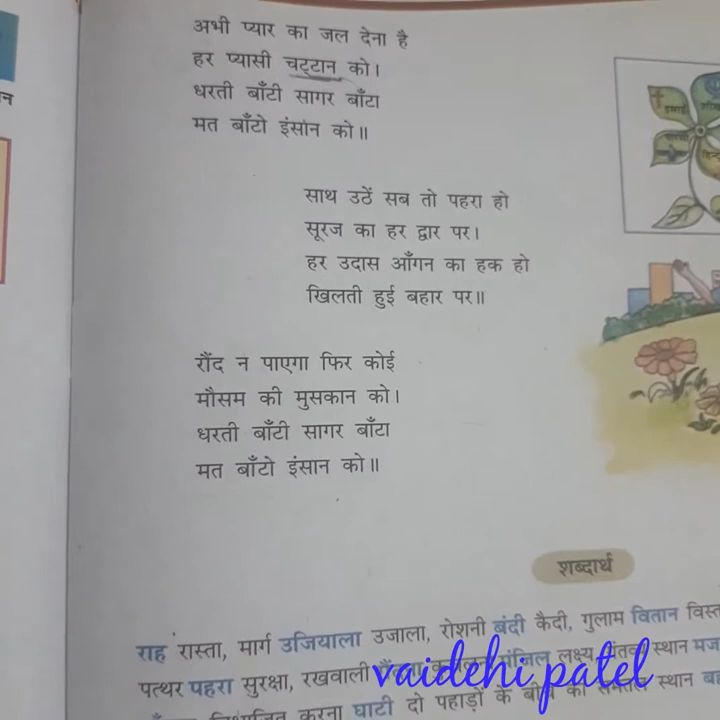 अभी प्यार का जल देना है
हर प्यासी चट्टान को।
धरती बाँटी सागर बाँटा
मत बाँटो इंसान को॥
साथ उठें सब तो पहरा हो
सूरज का हर द्वार पर।
हर उदास आँगन का हक हो
खिलती हुई बहार पर॥
रौंद न पाएगा फिर कोई
मौसम की मुसकान को।
धरती बाँटी सागर बाँटा
मत बाँटो इंसान को॥
शब्दार्थ
राह रास्ता, मार्ग उजियाला उजाला, रोशनी बंदी कैदी, गुलाम वितान
पत्थर पहरा सुरक्षा, रखवाली लक्ष्य स्थान
करना घाटी दो पहाड़ों के स्थान
vaidehi patel